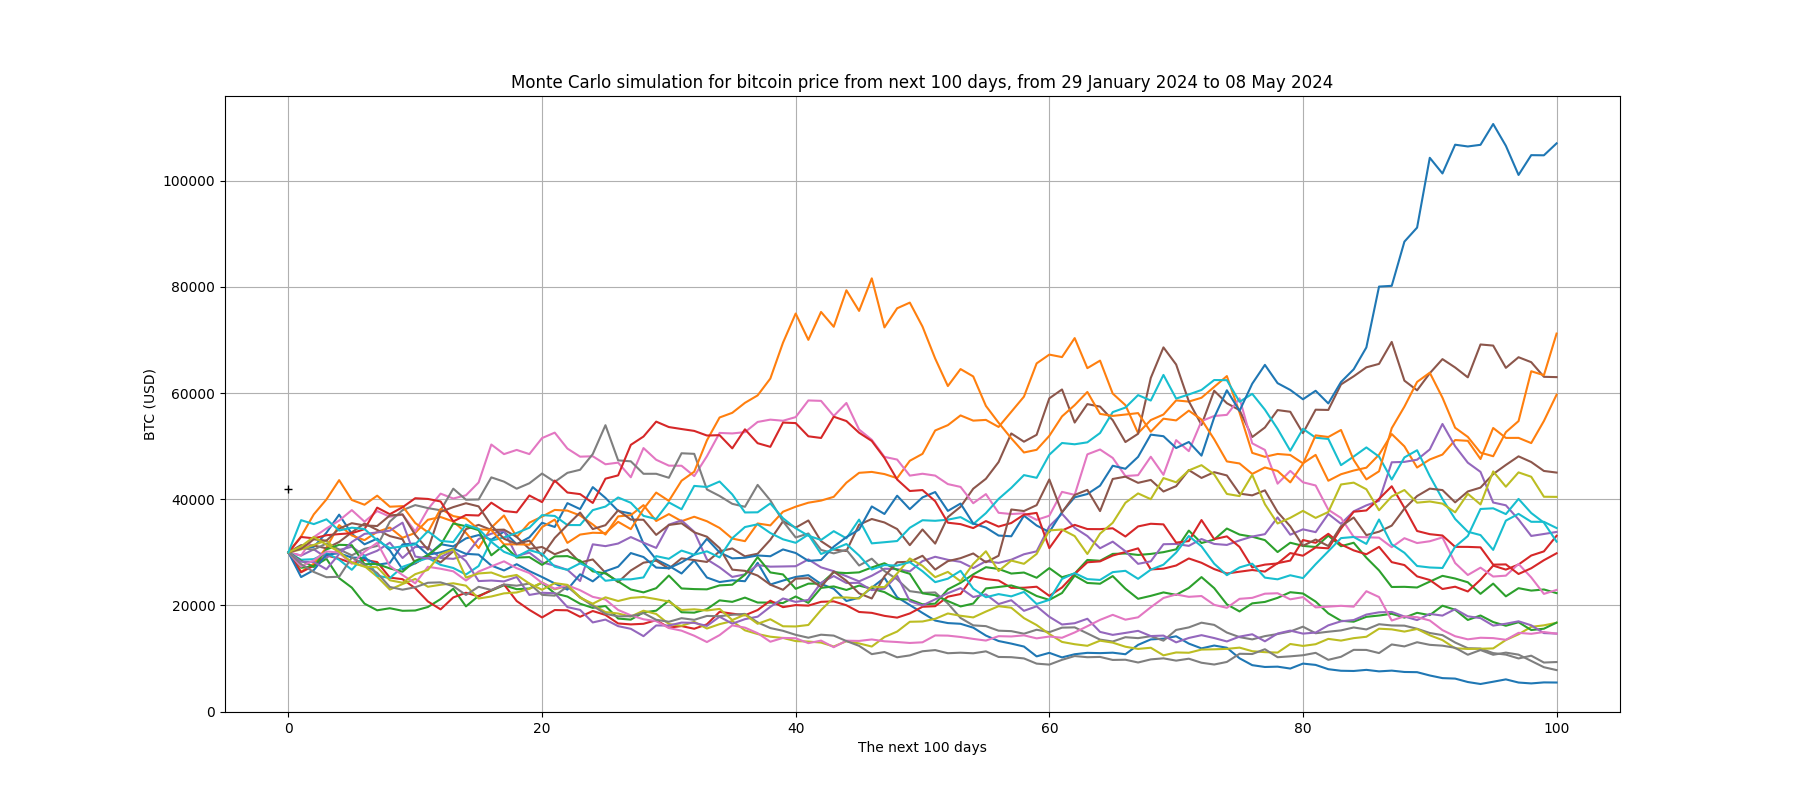 Monte Carlo simulation for bitcoin price from next 100 days, from 29 January 2024 to 08 May 2024
BTC (USD)
100000
80000
60000
40000
20000
0
0 20 40 60 80 100
The next 100 days